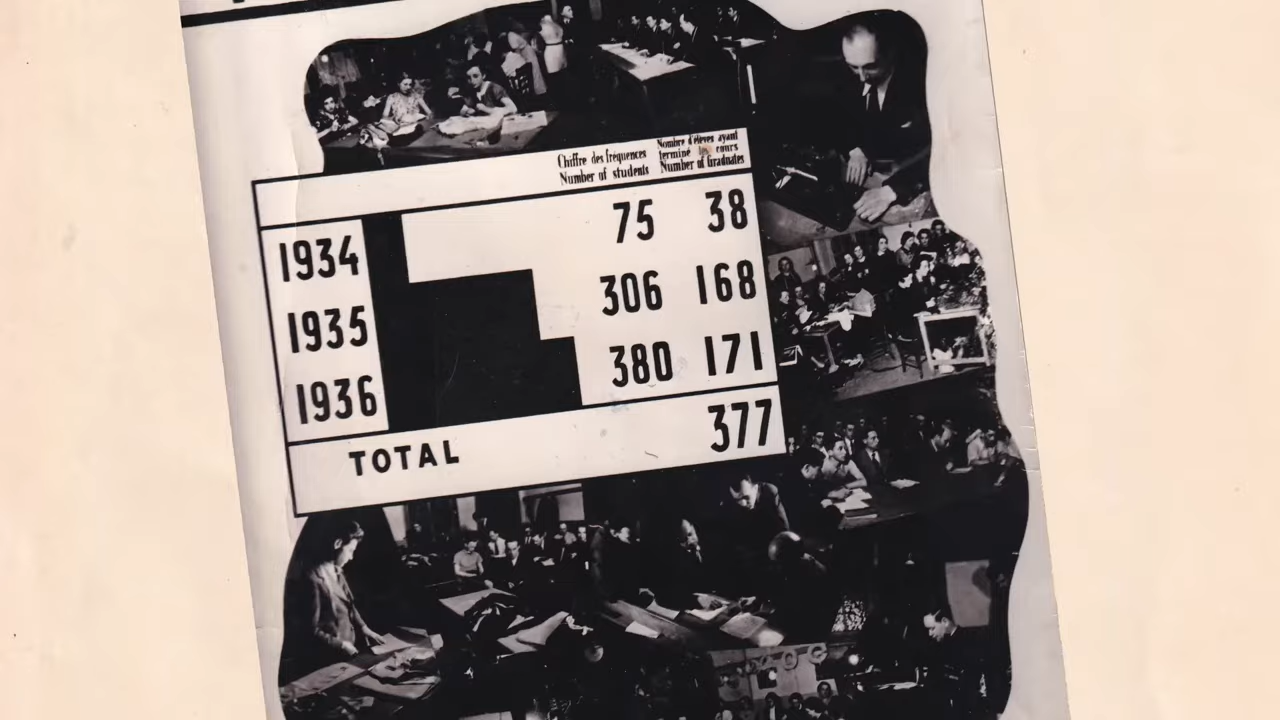 Chiffre des fréquences
Number of students
Nombre d'élèves ayant
terminé les cours
Number of Graduates
1934 75 38
1935 306 168
1936 380 171
TOTAL 377